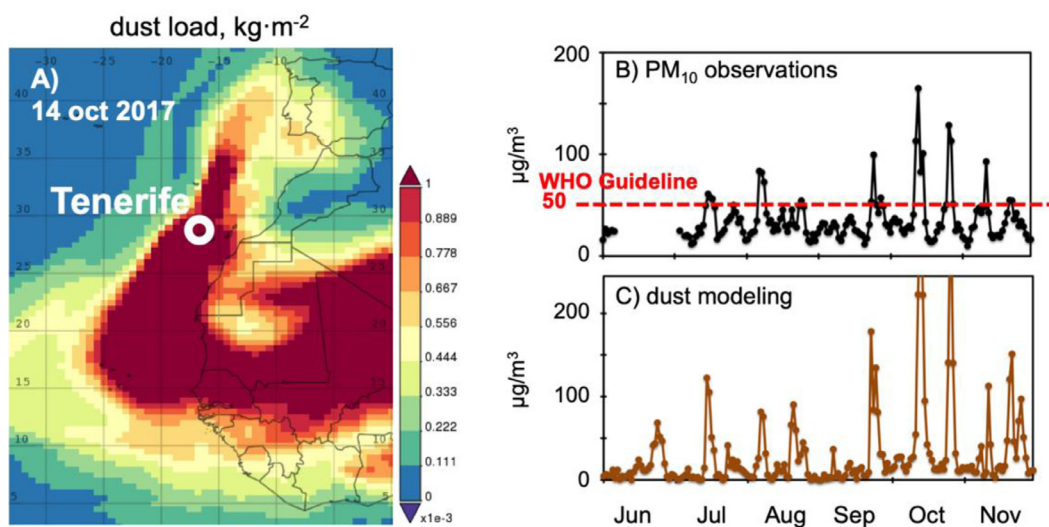 dust load, kg·m-2
-30 -25 -20 -15 -10
A)
14 oct 2017
40
35
Tenerife
30
25
20
15
10
5
1
0.889
0.778
0.667
0.556
0.444
0.333
0.222
0.111
0
×1e-3
200
B) PM10 observations
µg/m3
100
WHO Guideline
50
0
200
C) dust modeling
µg/m3
100
0
Jun Jul Aug Sep Oct Nov